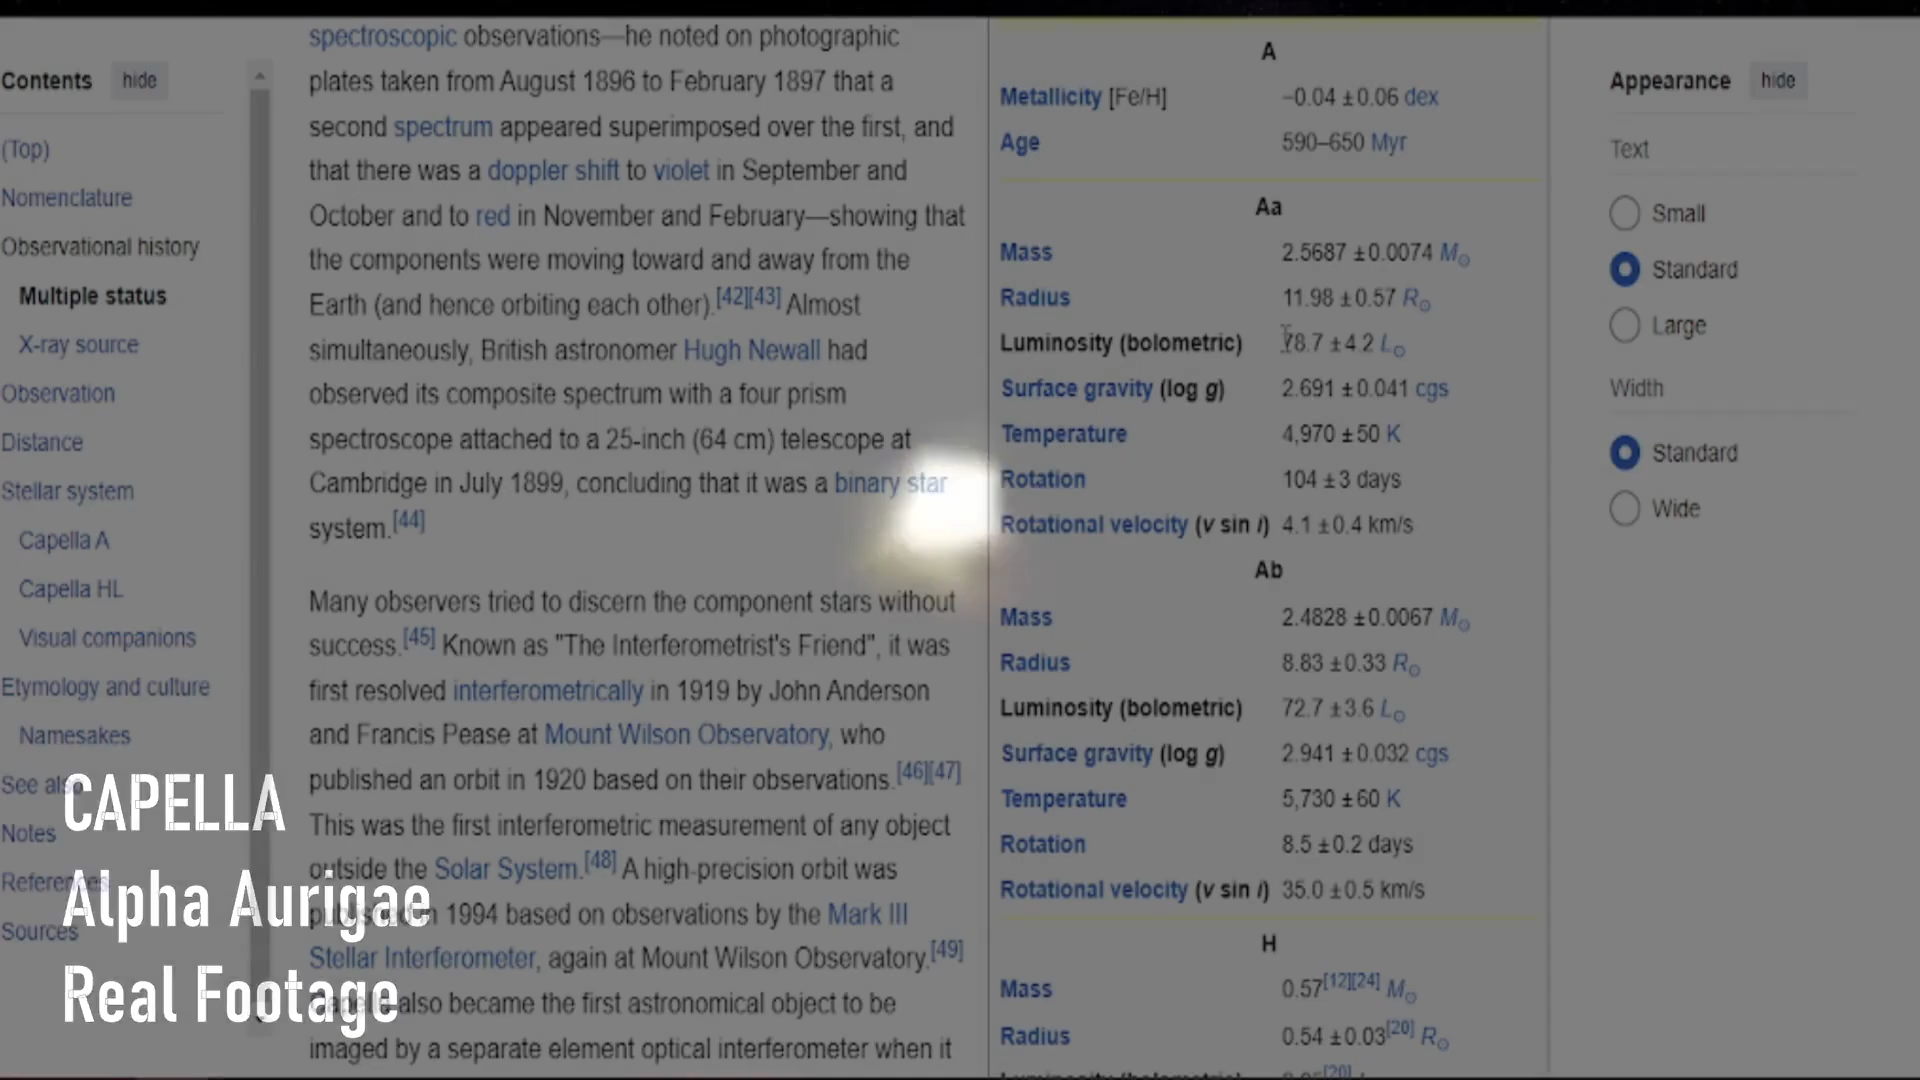 Contents hide
(Top)
Nomenclature
Observational history
Multiple status
X-ray source
Observation
Distance
Stellar system
Capella A
Capella HL
Visual companions
Etymology and culture
Namesakes
See also
Notes
References
Sources
CAPELLA
Alpha Aurigae
Real Footage
spectroscopic observations—he noted on photographic
plates taken from August 1896 to February 1897 that a
second spectrum appeared superimposed over the first, and
that there was a doppler shift to violet in September and
October and to red in November and February—showing that
the components were moving toward and away from the
Earth (and hence orbiting each other).[42][43] Almost
simultaneously, British astronomer Hugh Newall had
observed its composite spectrum with a four prism
spectroscope attached to a 25-inch (64 cm) telescope at
Cambridge in July 1899, concluding that it was a binary star
system.[44]
Many observers tried to discern the component stars without
success.[45] Known as "The Interferometrist's Friend", it was
first resolved interferometrically in 1919 by John Anderson
and Francis Pease at Mount Wilson Observatory, who
published an orbit in 1920 based on their observations.[46][47]
This was the first interferometric measurement of any object
outside the Solar System.[48] A high-precision orbit was
published in 1994 based on observations by the Mark III
Stellar Interferometer, again at Mount Wilson Observatory.[49]
Capella also became the first astronomical object to be
imaged by a separate element optical interferometer when it
A
Metallicity [Fe/H] −0.04 ±0.06 dex
Age 590–650 Myr
Aa
Mass 2.5687 ±0.0074 M☉
Radius 11.98 ±0.57 R☉
Luminosity (bolometric) 78.7 ±4.2 L☉
Surface gravity (log g) 2.691 ±0.041 cgs
Temperature 4,970 ±50 K
Rotation 104 ±3 days
Rotational velocity (v sin i) 4.1 ±0.4 km/s
Ab
Mass 2.4828 ±0.0067 M☉
Radius 8.83 ±0.33 R☉
Luminosity (bolometric) 72.7 ±3.6 L☉
Surface gravity (log g) 2.941 ±0.032 cgs
Temperature 5,730 ±60 K
Rotation 8.5 ±0.2 days
Rotational velocity (v sin i) 35.0 ±0.5 km/s
H
Mass 0.57[12][24] M☉
Radius 0.54 ±0.03[20] R☉
Luminosity (bolometric)
Appearance hide
Text
Small
Standard
Large
Width
Standard
Wide